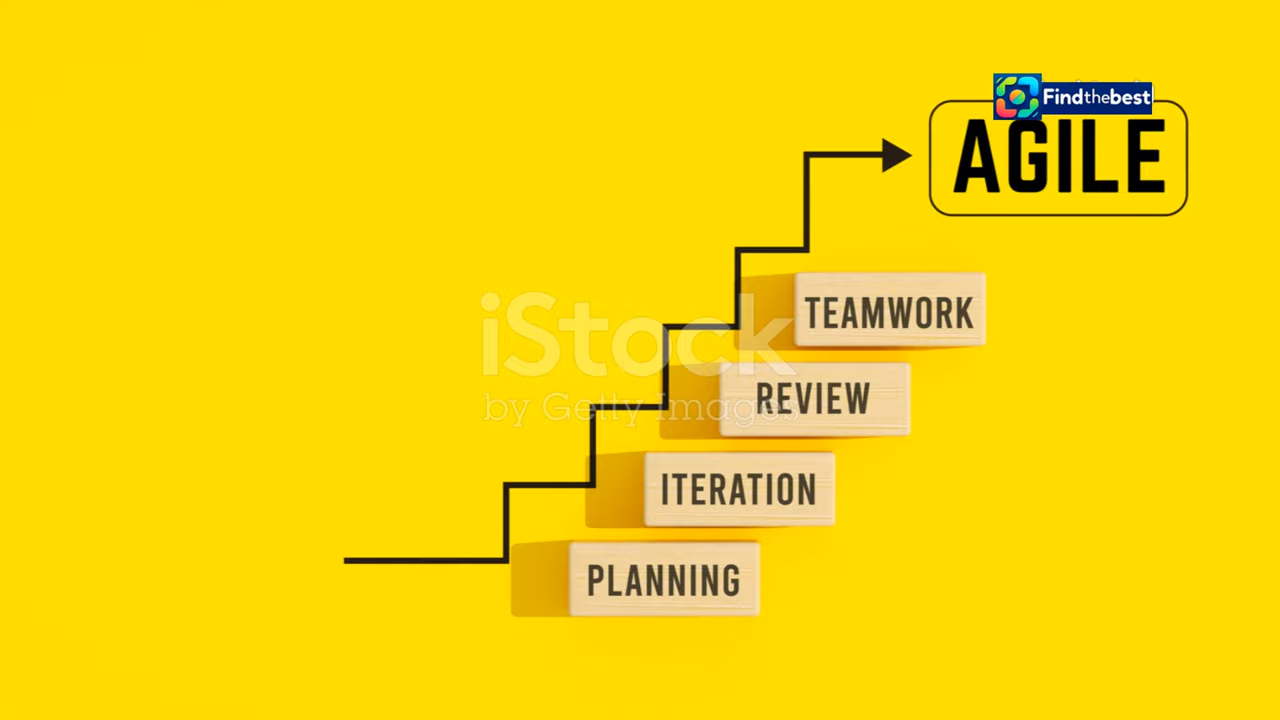 Findthebest
AGILE
TEAMWORK
iStock
by Getty Images
REVIEW
ITERATION
PLANNING